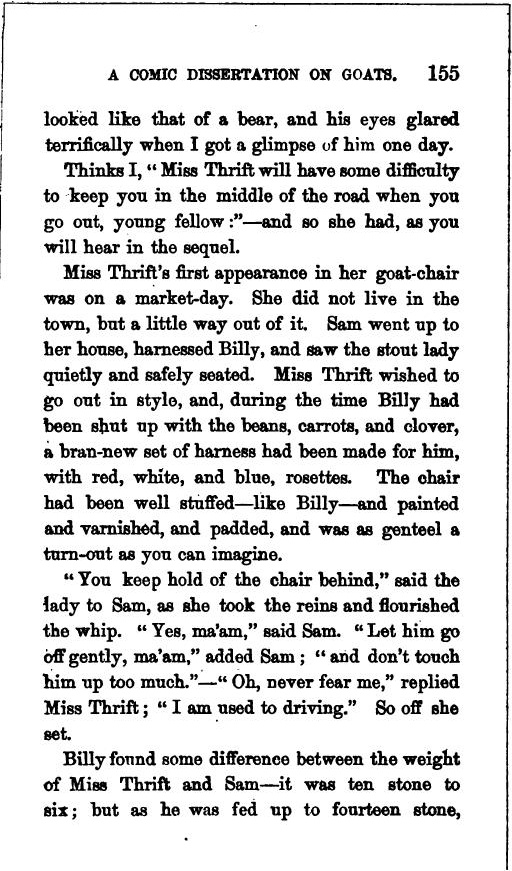 A COMIC DISSERTATION ON GOATS. 155
looked like that of a bear, and his eyes glared
terrifically when I got a glimpse of him one day.
Thinks I, “ Miss Thrift will have some difficulty
to keep you in the middle of the road when you
go out, young fellow :”—and so she had, as you
will hear in the sequel.
Miss Thrift’s first appearance in her goat-chair
was on a market-day. She did not live in the
town, but a little way out of it. Sam went up to
her house, harnessed Billy, and saw the stout lady
quietly and safely seated. Miss Thrift wished to
go out in style, and, during the time Billy had
been shut up with the beans, carrots, and clover,
a bran-new set of harness had been made for him,
with red, white, and blue, rosettes. The chair
had been well stuffed—like Billy—and painted
and varnished, and padded, and was as genteel a
turn-out as you can imagine.
“ You keep hold of the chair behind,” said the
lady to Sam, as she took the reins and flourished
the whip. “ Yes, ma’am,” said Sam. “ Let him go
off gently, ma’am,” added Sam ; “ and don’t touch
him up too much.”—“ Oh, never fear me,” replied
Miss Thrift ; “ I am used to driving.” So off she
set.
Billy found some difference between the weight
of Miss Thrift and Sam—it was ten stone to
six ; but as he was fed up to fourteen stone,